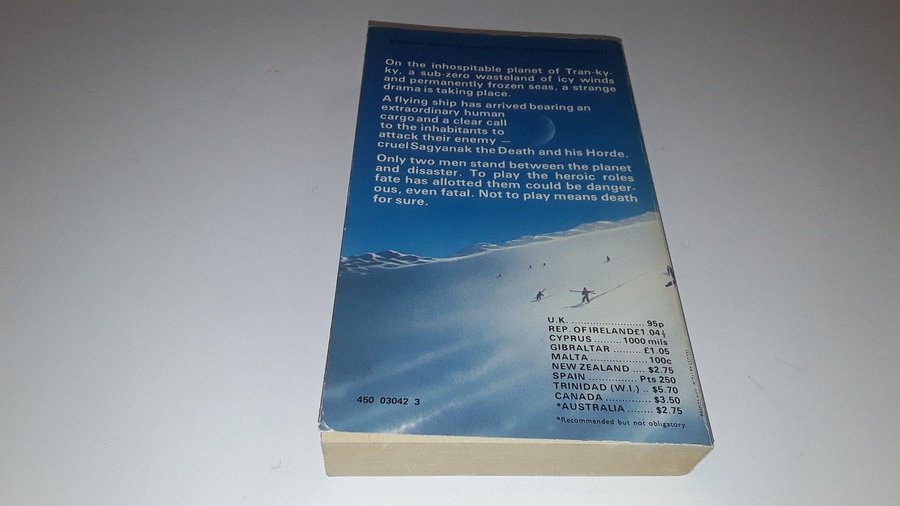 On the inhospitable planet of Tran-ky-
ky, a sub-zero wasteland of icy winds
and permanently frozen seas, a strange
drama is taking place.
A flying ship has arrived bearing an
extraordinary human
cargo and a clear call
to the inhabitants to
attack their enemy —
cruel Sagyanak the Death and his Horde.
Only two men stand between the planet
and disaster. To play the heroic roles
fate has allotted them could be danger-
ous, even fatal. Not to play means death
for sure.
U.K. ........................ 95p
REP. OF IRELAND £1.04½
CYPRUS ......... 1000 mils
GIBRALTAR ......... £1.05
MALTA .................. 100c
NEW ZEALAND .... $2.75
SPAIN ................ Pts 250
TRINIDAD (W.I.) .. $5.70
CANADA ............... $3.50
*AUSTRALIA ........ $2.75
*Recommended but not obligatory
450 03042 3